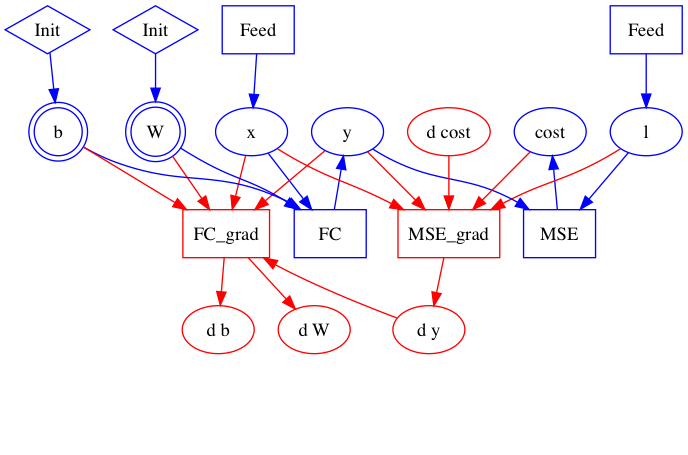 Init
Init
Feed
Feed
b
W
x
y
d cost
cost
l
FC_grad
FC
MSE_grad
MSE
d b
d W
d y